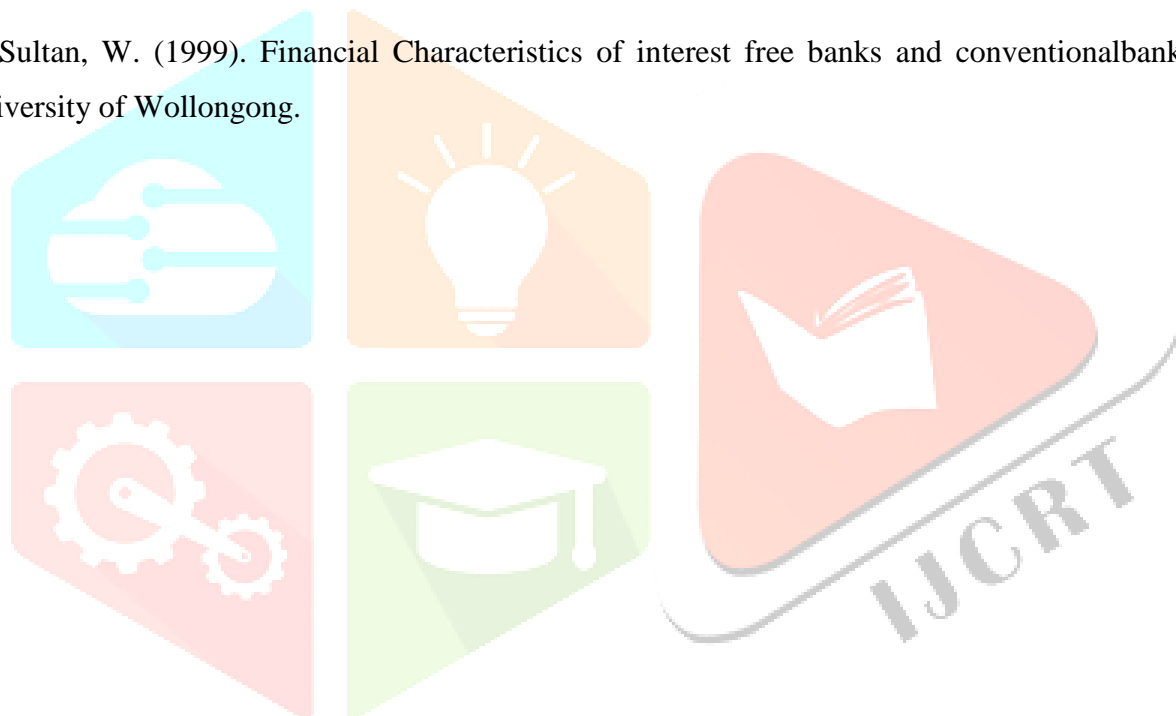 Sultan, W. (1999). Financial Characteristics of interest free banks and conventionalbank
iversity of Wollongong.
IJCRT